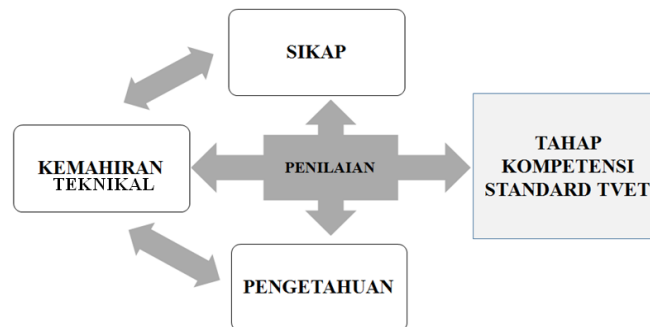 SIKAP
KEMAHIRAN
TEKNIKAL
PENILAIAN
TAHAP
KOMPETENSI
STANDARD TVET
PENGETAHUAN